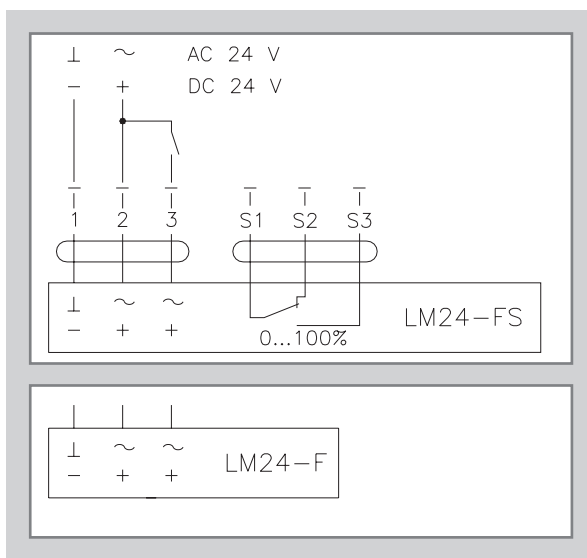 ⊥ ~ AC 24 V
− + DC 24 V
1 2 3 S1 S2 S3
⊥ ~ ~
− + +
LM24−FS
0...100%
⊥ ~ ~
− + +
LM24−F